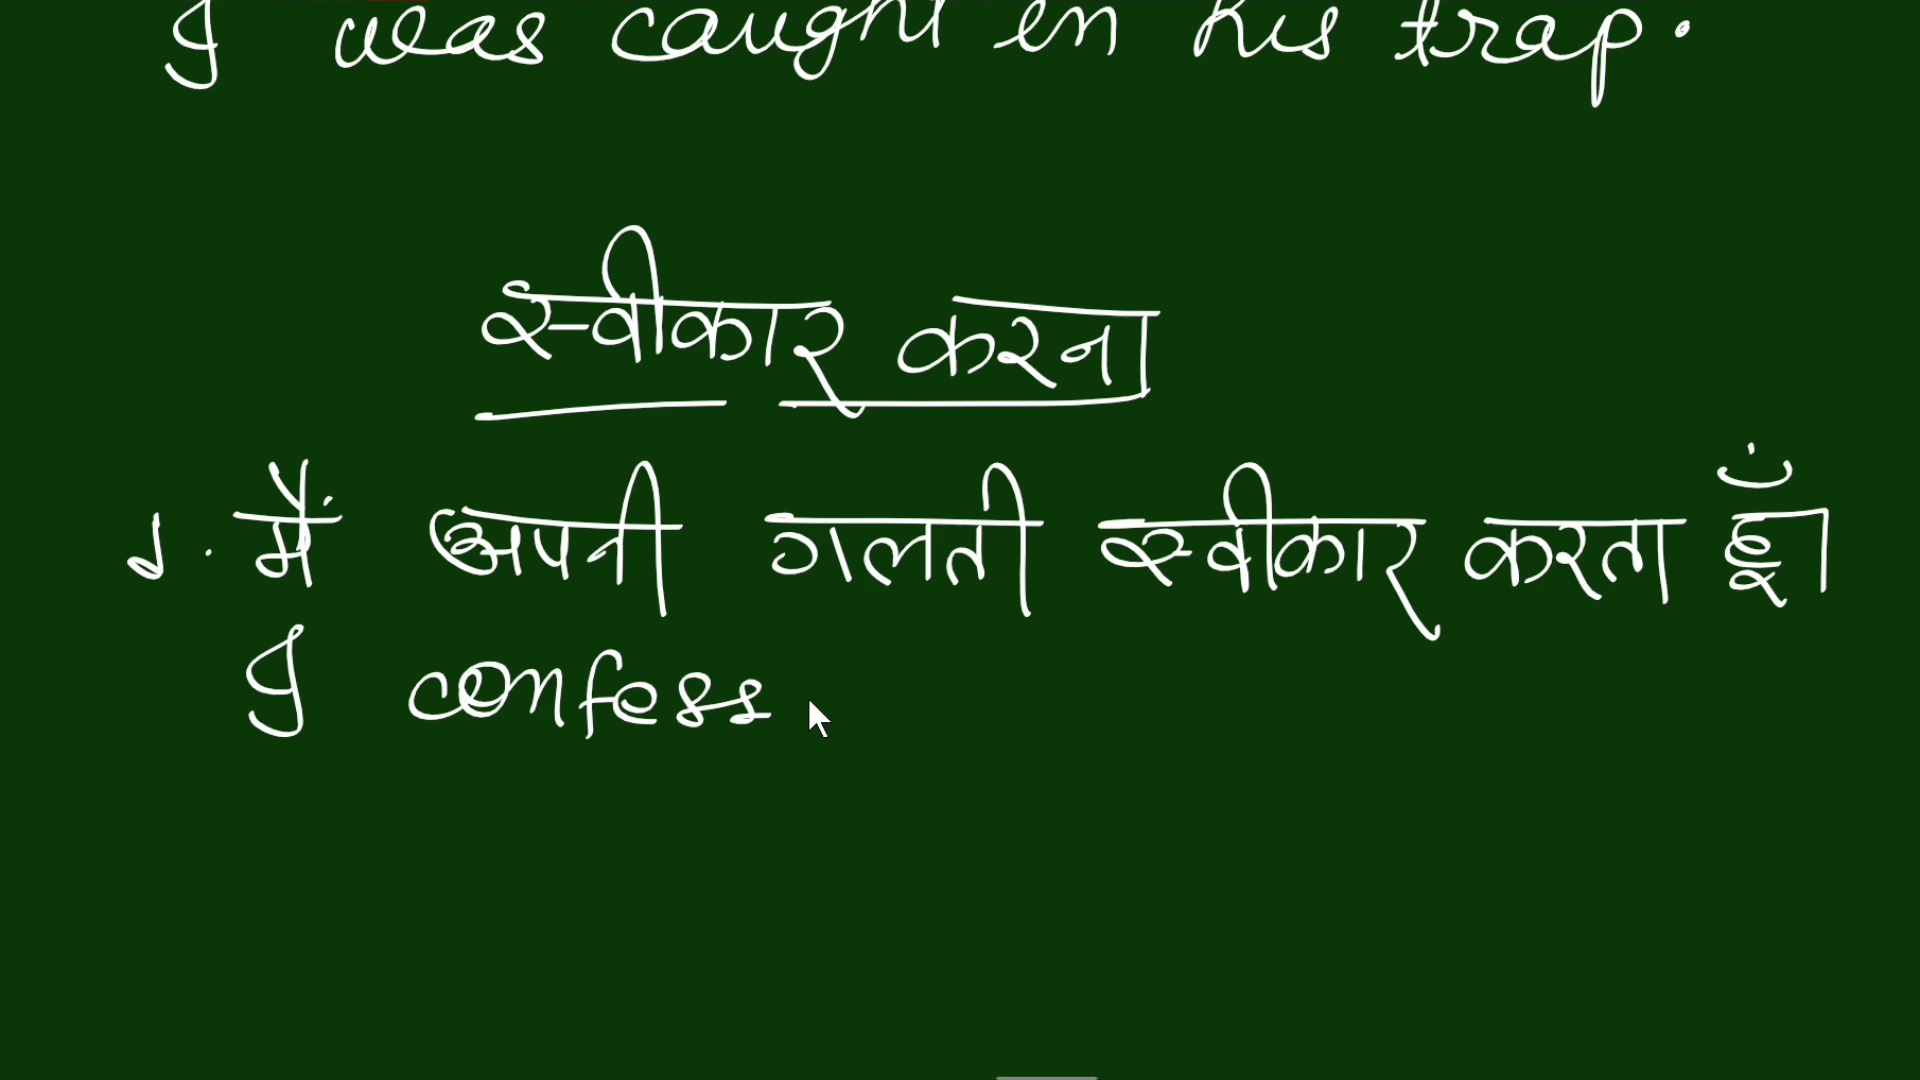 I was caught in his trap.
स्वीकार करना
1. मैं अपनी गलती स्वीकार करता हूँ।
I confess